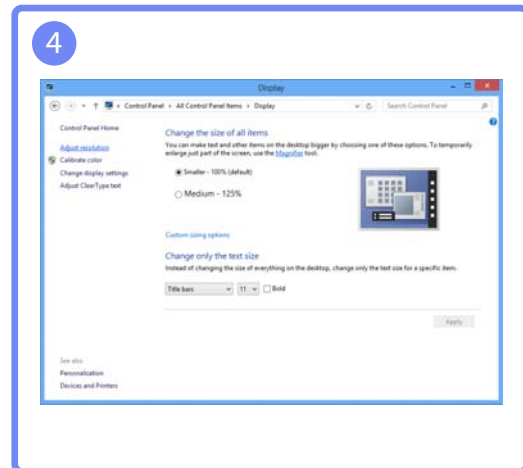 4
Display
Control Panel ▸ All Control Panel Items ▸ Display
Search Control Panel
Control Panel Home
Adjust resolution
Calibrate color
Change display settings
Adjust ClearType text
Change the size of all items
You can make text and other items on the desktop bigger by choosing one of these options. To temporarily
enlarge just part of the screen, use the Magnifier tool.
Smaller - 100% (default)
Medium - 125%
Custom sizing options
Change only the text size
Instead of changing the size of everything on the desktop, change only the text size for a specific item.
Title bars 11 Bold
Apply
See also
Personalization
Devices and Printers